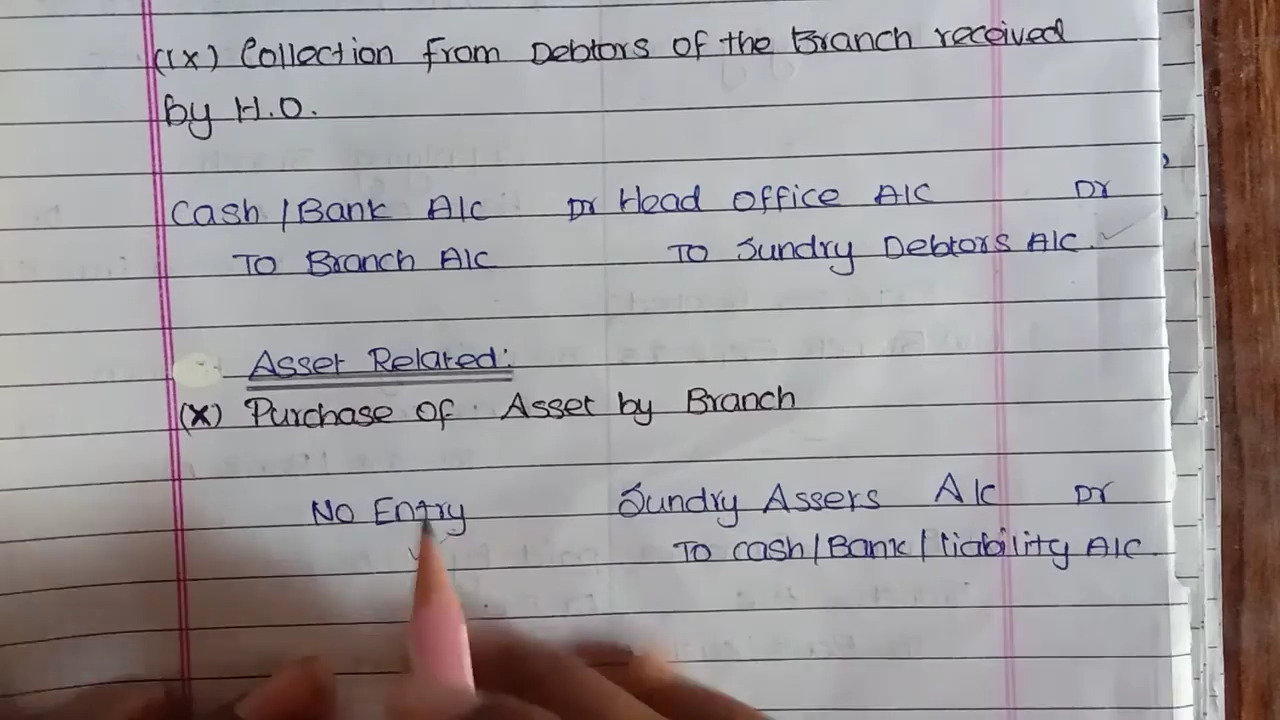 (ix) Collection from Debtors of the Branch received
by H.O.
Cash/Bank A/c Dr Head Office A/c Dr
To Branch A/c To Sundry Debtors A/c.
Asset Related:
(x) Purchase of Asset by Branch
No Entry Sundry Assets A/c Dr
To cash/Bank/liability A/c